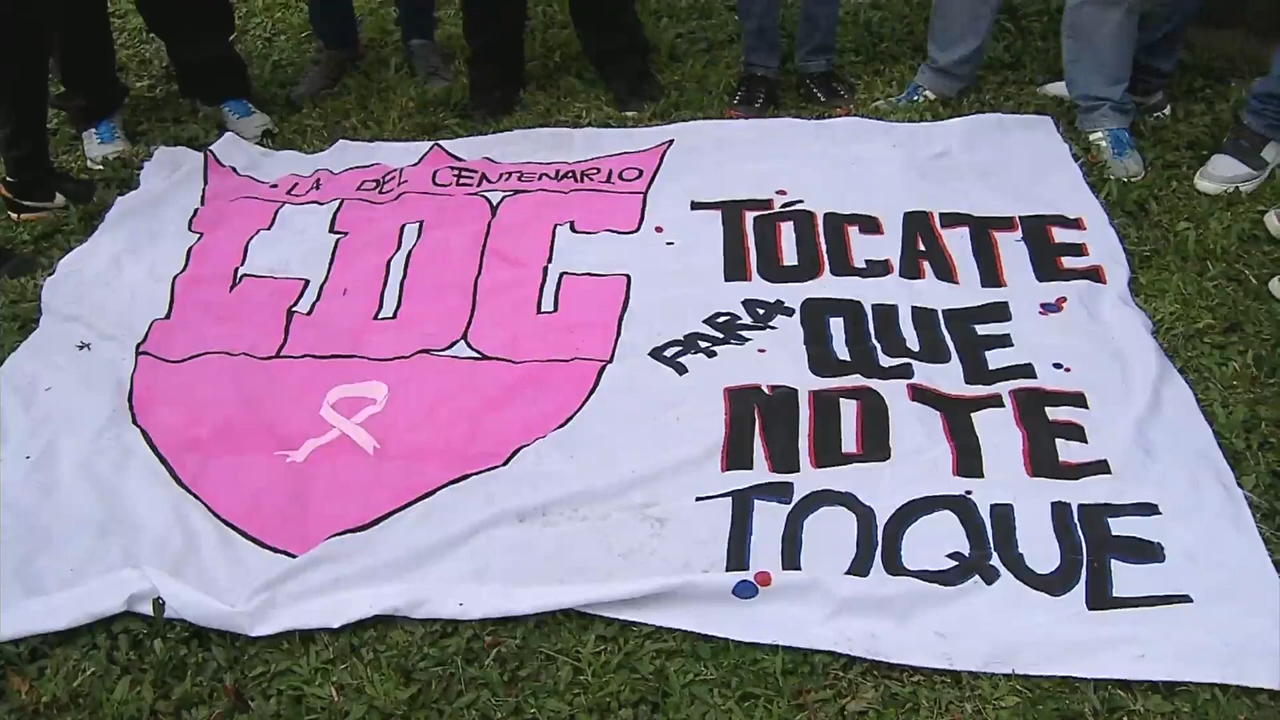 LA DEL CENTENARIO
LDC
TÓCATE
PARA QUE
NO TE
TOQUE